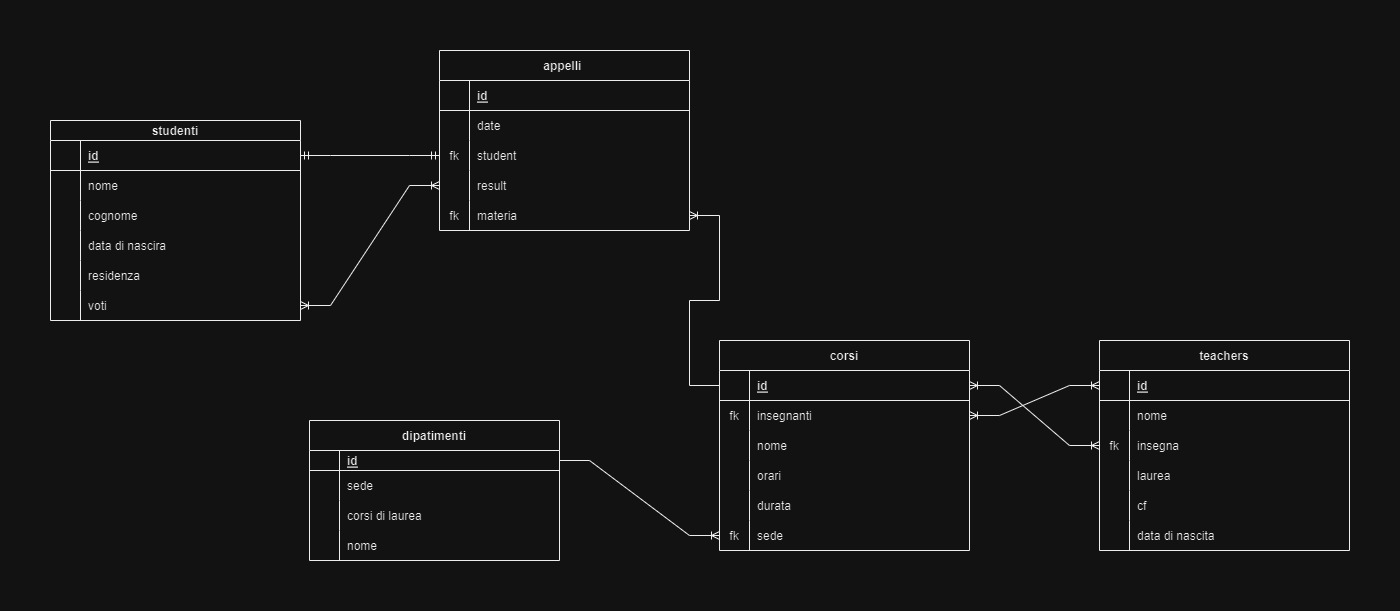 appelli
id
date
fk student
result
fk materia
studenti
id
nome
cognome
data di nascira
residenza
voti
corsi
id
fk insegnanti
nome
orari
durata
fk sede
teachers
id
nome
fk insegna
laurea
cf
data di nascita
dipatimenti
id
sede
corsi di laurea
nome